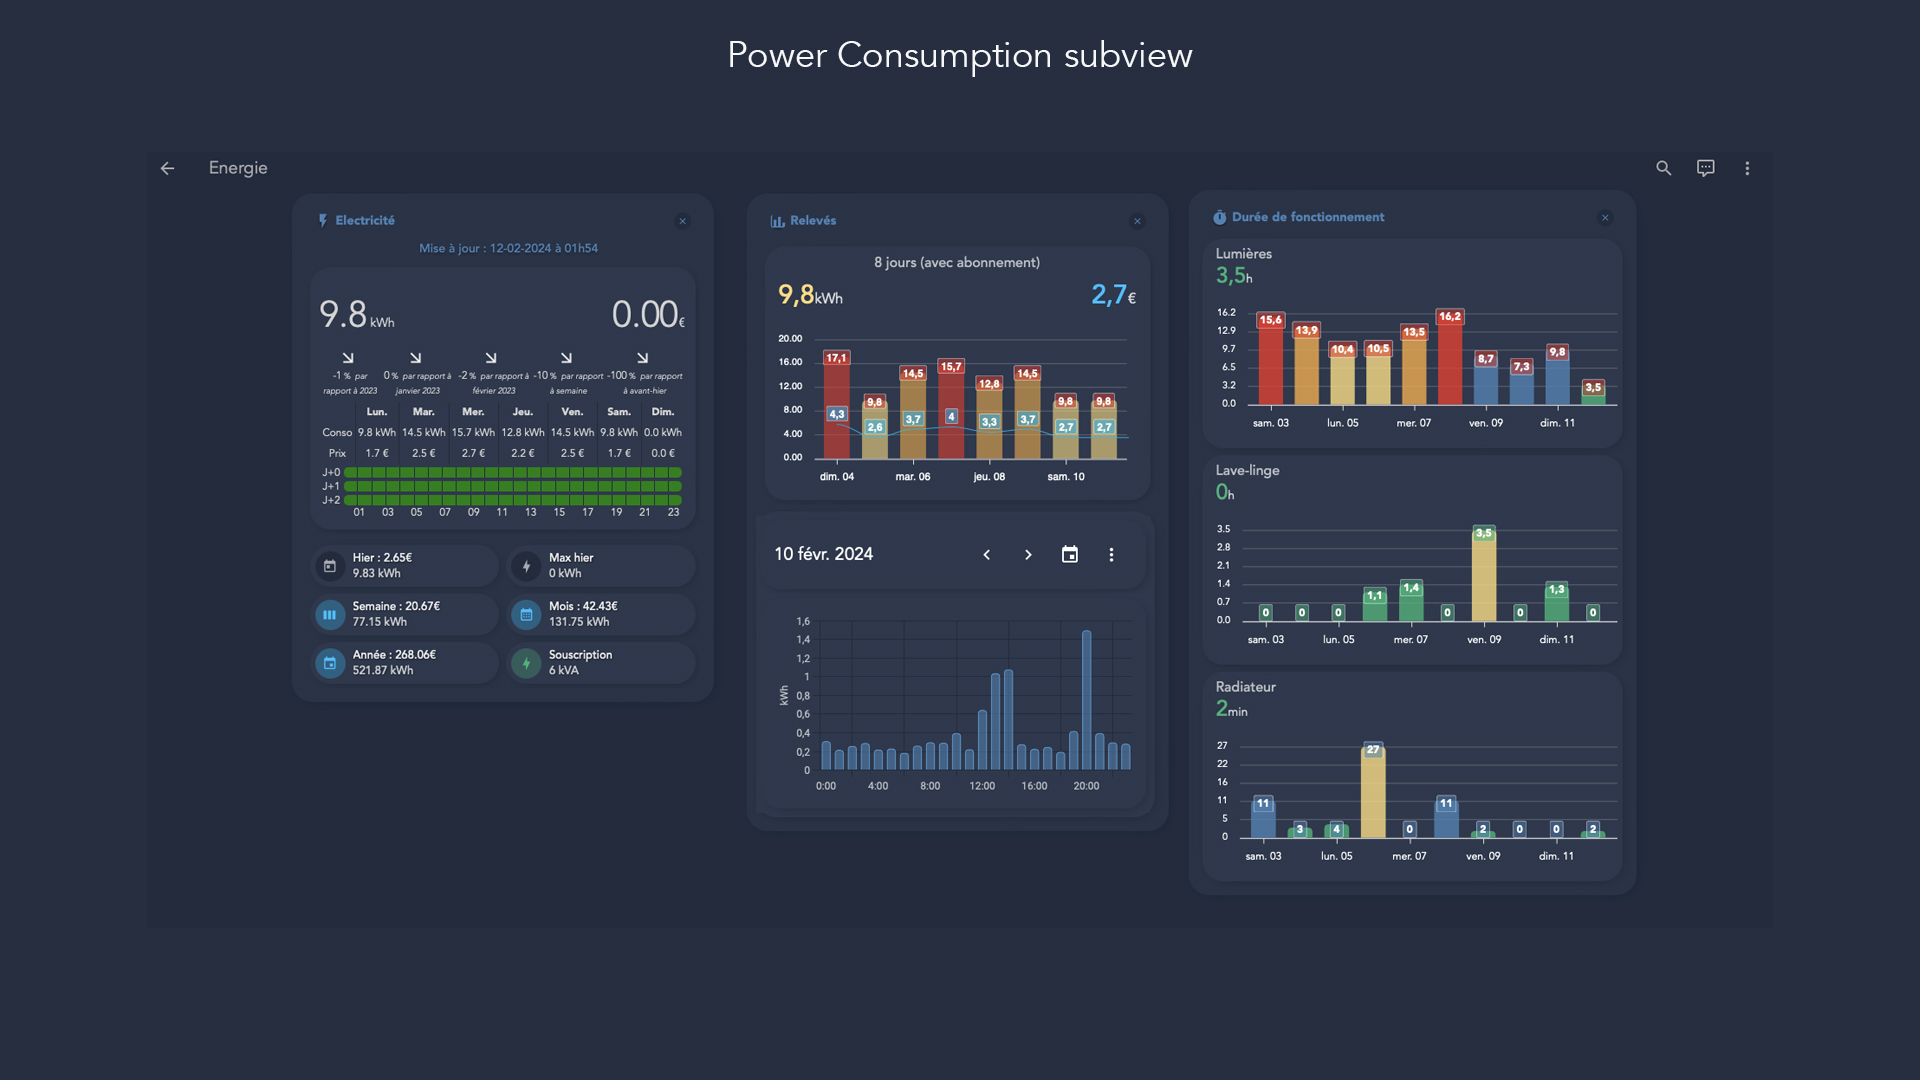 Power Consumption subview
Energie
Electricité
Mise à jour : 12-02-2024 à 01h54
9.8 kWh
0.00€
-1 % par rapport à 2023
0 % par rapport à janvier 2023
-2 % par rapport à février 2023
-10 % par rapport à semaine
-100 % par rapport à avant-hier
Lun. Mar. Mer. Jeu. Ven. Sam. Dim.
Conso 9.8 kWh 14.5 kWh 15.7 kWh 12.8 kWh 14.5 kWh 9.8 kWh 0.0 kWh
Prix 1.7 € 2.5 € 2.7 € 2.2 € 2.5 € 1.7 € 0.0 €
J+0
J+1
J+2
01 03 05 07 09 11 13 15 17 19 21 23
Hier : 2.65€
9.83 kWh
Max hier
0 kWh
Semaine : 20.67€
77.15 kWh
Mois : 42.43€
131.75 kWh
Année : 268.06€
521.87 kWh
Souscription
6 kVA
Relevés
8 jours (avec abonnement)
9,8kWh
2,7€
20.00
16.00
12.00
8.00
4.00
0.00
17,1 9,8 14,5 15,7 12,8 14,5 9,8 9,8
4,3 2,6 3,7 4 3,3 3,7 2,7 2,7
dim. 04 mar. 06 jeu. 08 sam. 10
10 févr. 2024
kWh
1,6
1,4
1,2
1
0,8
0,6
0,4
0,2
0
0:00 4:00 8:00 12:00 16:00 20:00
Durée de fonctionnement
Lumières
3,5h
16.2
12.9
9.7
6.5
3.2
0.0
15,6 13,9 10,4 10,5 13,5 16,2 8,7 7,3 9,8 3,5
sam. 03 lun. 05 mer. 07 ven. 09 dim. 11
Lave-linge
0h
3.5
2.8
2.1
1.4
0.7
0.0
0 0 0 1,1 1,4 0 3,5 0 1,3 0
sam. 03 lun. 05 mer. 07 ven. 09 dim. 11
Radiateur
2min
27
22
16
11
5
0
11 3 4 27 0 11 2 0 0 2
sam. 03 lun. 05 mer. 07 ven. 09 dim. 11